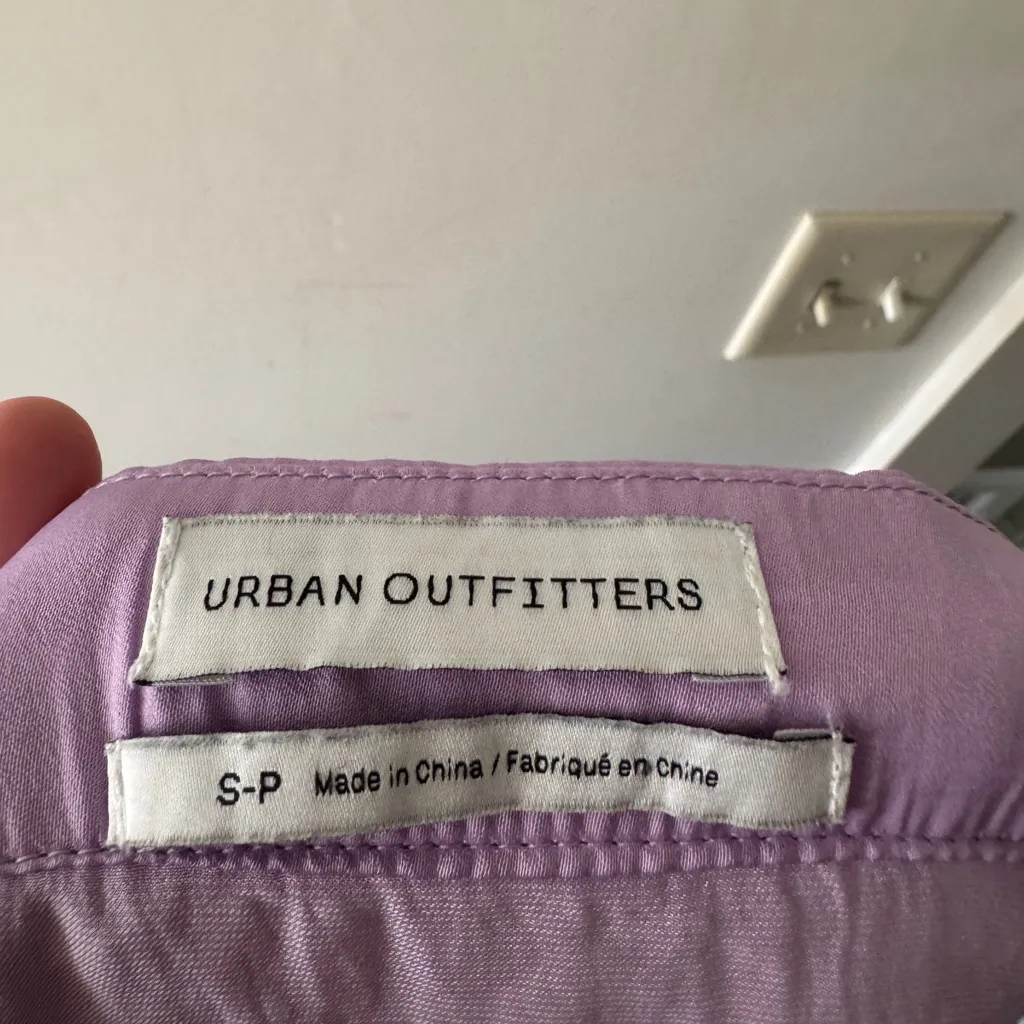 URBAN OUTFITTERS
S-P Made in China / Fabriqué en Chine